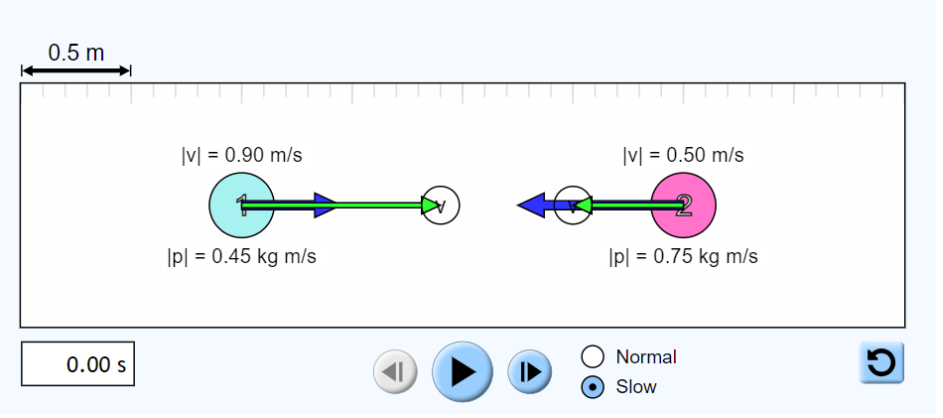 0.5 m
|v| = 0.90 m/s
|v| = 0.50 m/s
1
v
v
2
|p| = 0.45 kg m/s
|p| = 0.75 kg m/s
0.00 s
Normal
Slow